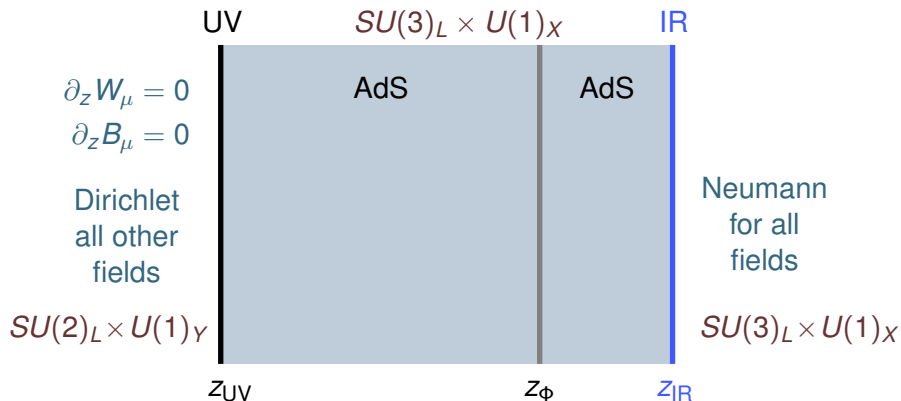 UV
SU(3)_L × U(1)_X
IR
∂_z W_μ = 0
∂_z B_μ = 0
AdS
AdS
Dirichlet
all other
fields
Neumann
for all
fields
SU(2)_L × U(1)_Y
SU(3)_L × U(1)_X
z_UV
z_Φ
z_IR